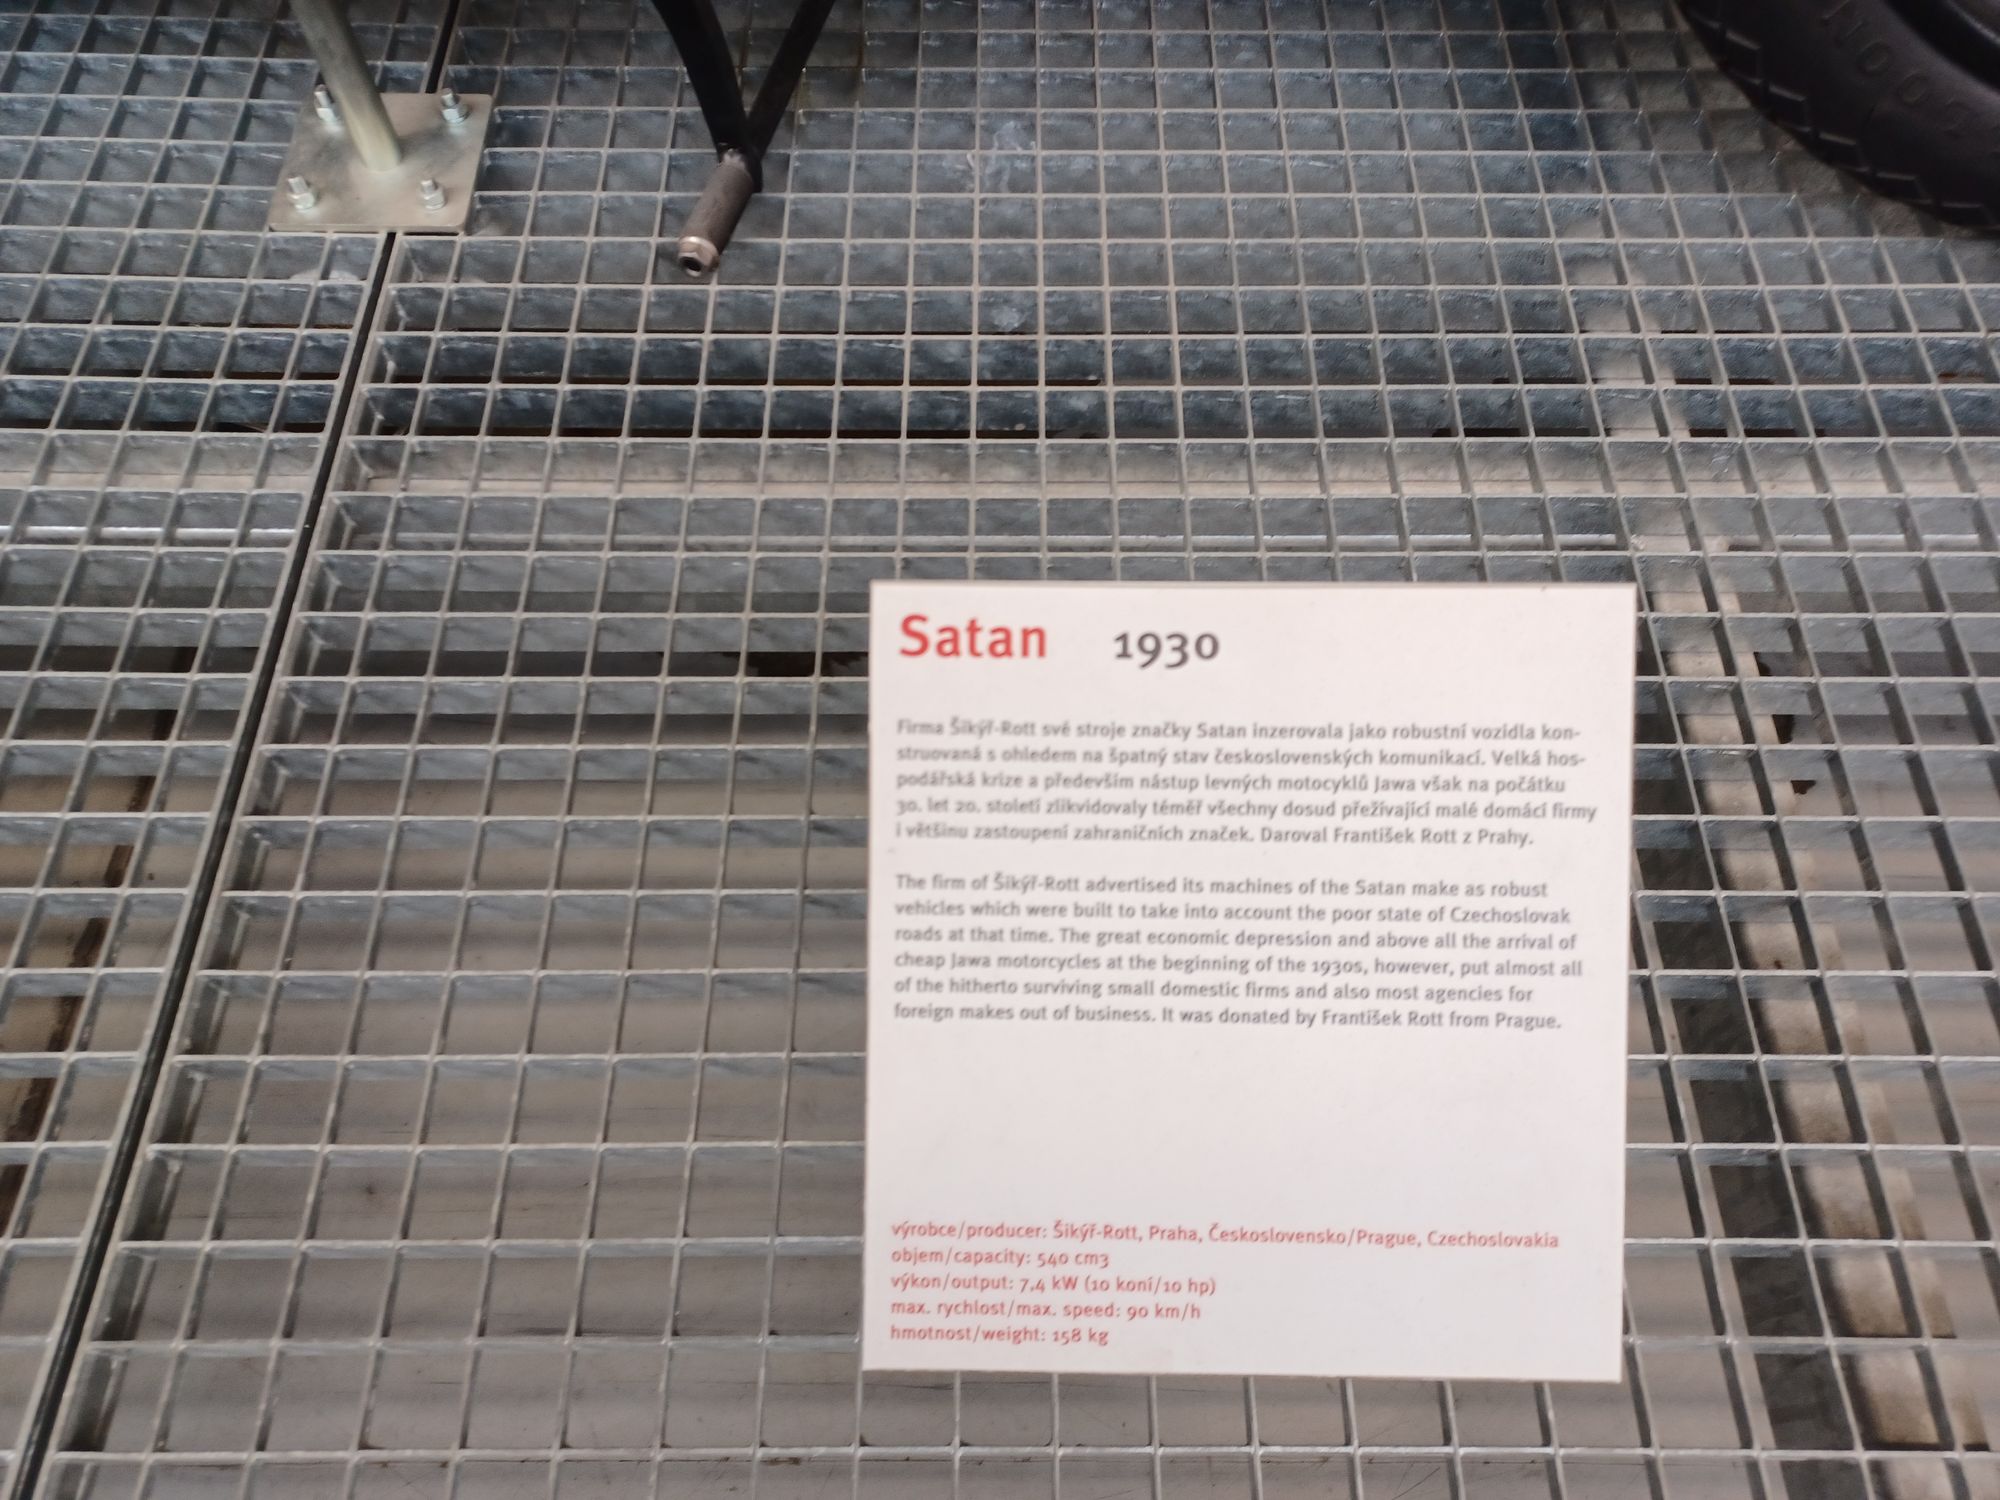 Satan 1930
Firma Šikýř-Rott své stroje značky Satan inzerovala jako robustní vozidla kon-
struovaná s ohledem na špatný stav československých komunikací. Velká hos-
podářská krize a především nástup levných motocyklů Jawa však na počátku
30. let 20. století zlikvidovaly téměř všechny dosud přežívající malé domácí firmy
i většinu zastoupení zahraničních značek. Daroval František Rott z Prahy.
The firm of Šikýř-Rott advertised its machines of the Satan make as robust
vehicles which were built to take into account the poor state of Czechoslovak
roads at that time. The great economic depression and above all the arrival of
cheap Jawa motorcycles at the beginning of the 1930s, however, put almost all
of the hitherto surviving small domestic firms and also most agencies for
foreign makes out of business. It was donated by František Rott from Prague.
výrobce/producer: Šikýř-Rott, Praha, Československo/Prague, Czechoslovakia
objem/capacity: 540 cm3
výkon/output: 7,4 kW (10 koní/10 hp)
max. rychlost/max. speed: 90 km/h
hmotnost/weight: 158 kg